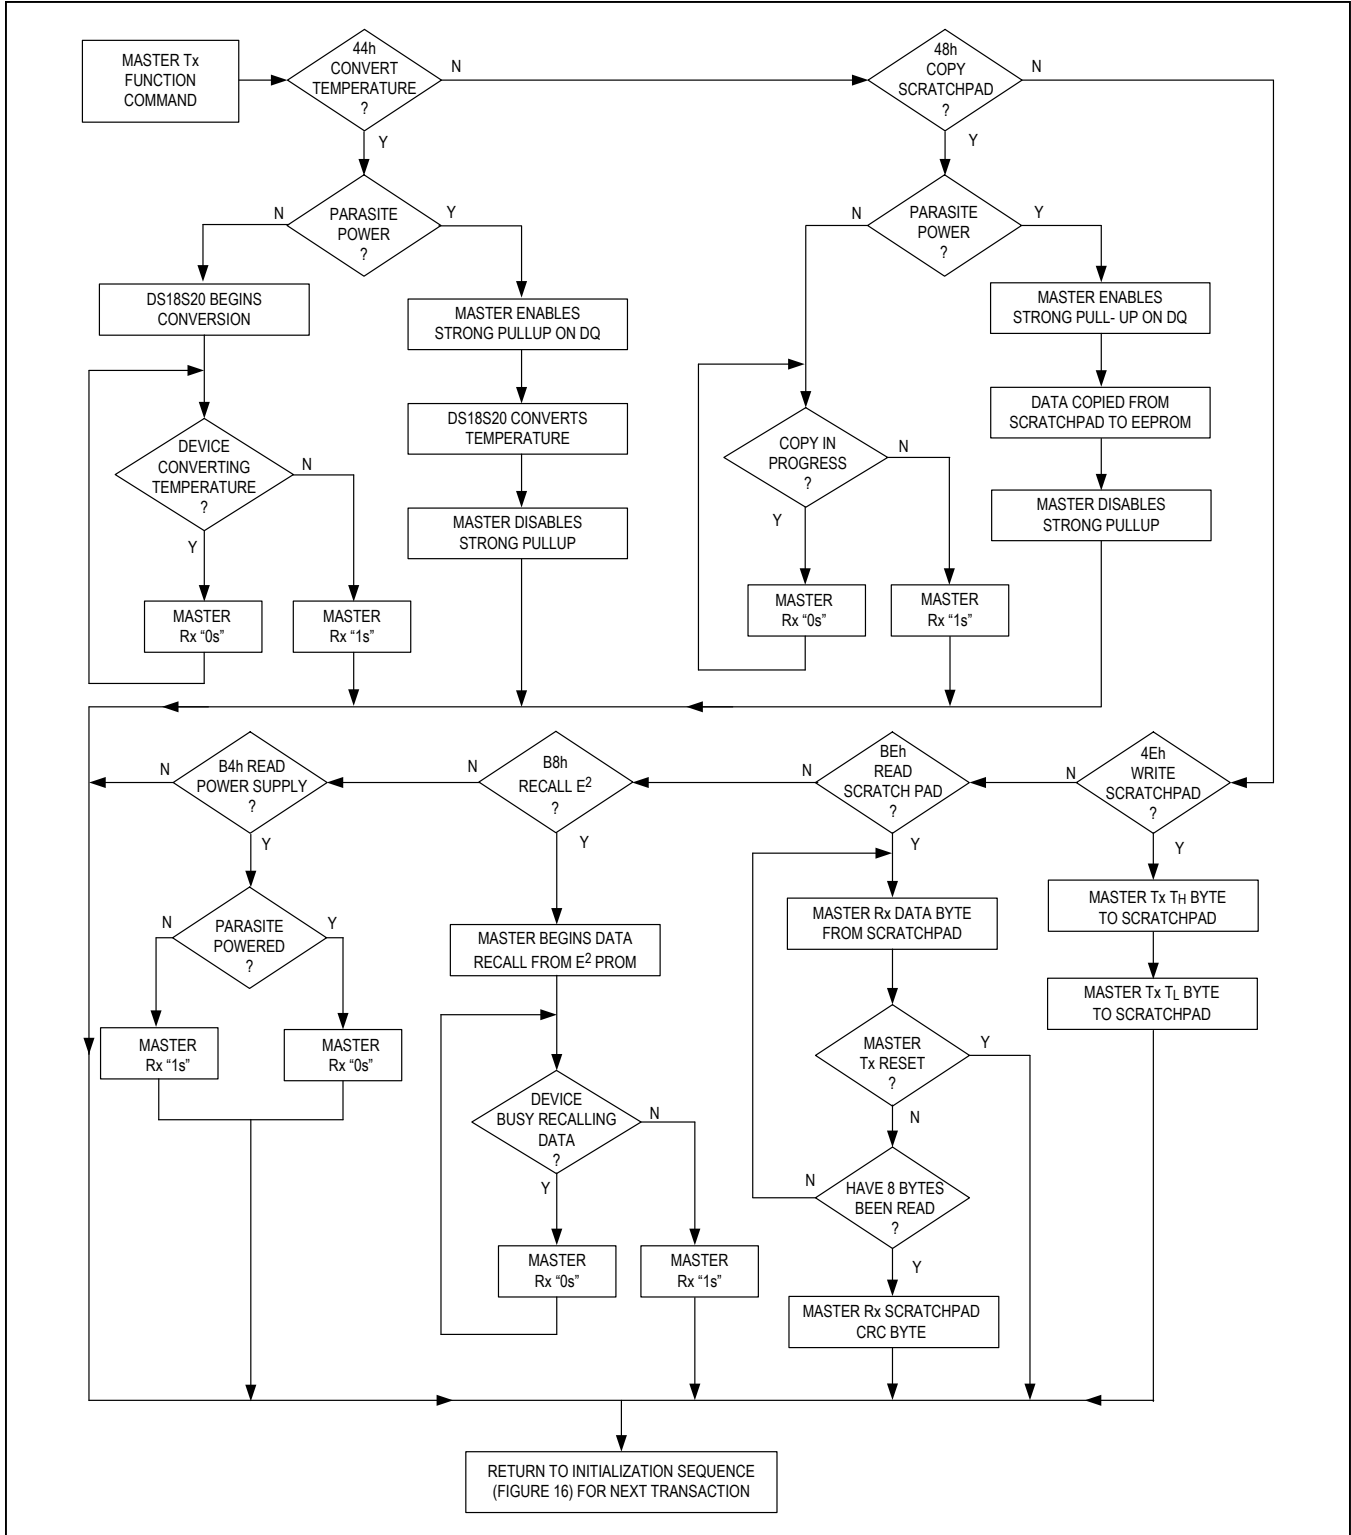 MASTER Tx
FUNCTION
COMMAND
44h
CONVERT
TEMPERATURE
?
N
Y
48h
COPY
SCRATCHPAD
?
N
Y
PARASITE
POWER
?
N
Y
PARASITE
POWER
?
N
Y
DS18S20 BEGINS
CONVERSION
MASTER ENABLES
STRONG PULLUP ON DQ
MASTER ENABLES
STRONG PULL- UP ON DQ
DS18S20 CONVERTS
TEMPERATURE
DATA COPIED FROM
SCRATCHPAD TO EEPROM
DEVICE
CONVERTING
TEMPERATURE
?
N
Y
COPY IN
PROGRESS
?
N
Y
MASTER DISABLES
STRONG PULLUP
MASTER DISABLES
STRONG PULLUP
MASTER
Rx “0s”
MASTER
Rx “1s”
MASTER
Rx “0s”
MASTER
Rx “1s”
B4h READ
POWER SUPPLY
?
N
Y
B8h
RECALL E2
?
N
Y
BEh
READ
SCRATCH PAD
?
N
Y
4Eh
WRITE
SCRATCHPAD
?
N
Y
PARASITE
POWERED
?
N
Y
MASTER BEGINS DATA
RECALL FROM E2 PROM
MASTER Rx DATA BYTE
FROM SCRATCHPAD
MASTER Tx TH BYTE
TO SCRATCHPAD
MASTER Tx TL BYTE
TO SCRATCHPAD
MASTER
Rx “1s”
MASTER
Rx “0s”
MASTER
Tx RESET
?
Y
N
DEVICE
BUSY RECALLING
DATA
?
N
Y
HAVE 8 BYTES
BEEN READ
?
N
Y
MASTER
Rx “0s”
MASTER
Rx “1s”
MASTER Rx SCRATCHPAD
CRC BYTE
RETURN TO INITIALIZATION SEQUENCE
(FIGURE 16) FOR NEXT TRANSACTION